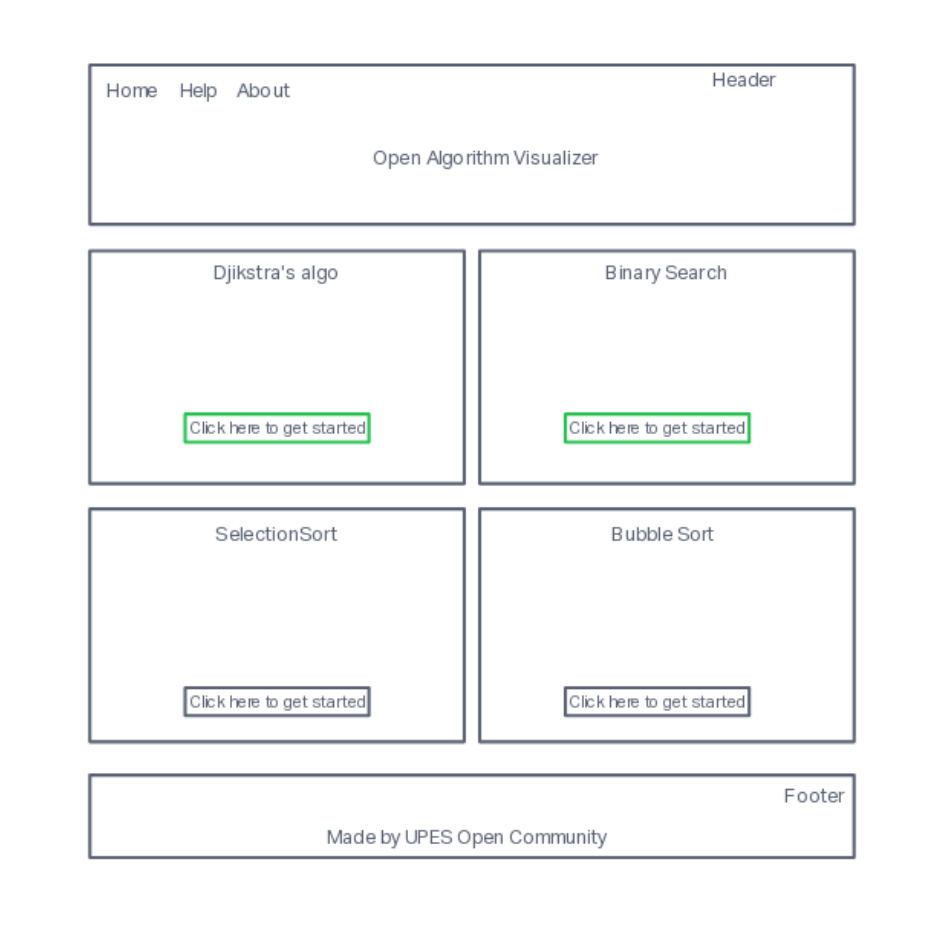 Header
Home Help About
Open Algorithm Visualizer
Djikstra's algo
Binary Search
Click here to get started
Click here to get started
SelectionSort
Bubble Sort
Click here to get started
Click here to get started
Footer
Made by UPES Open Community